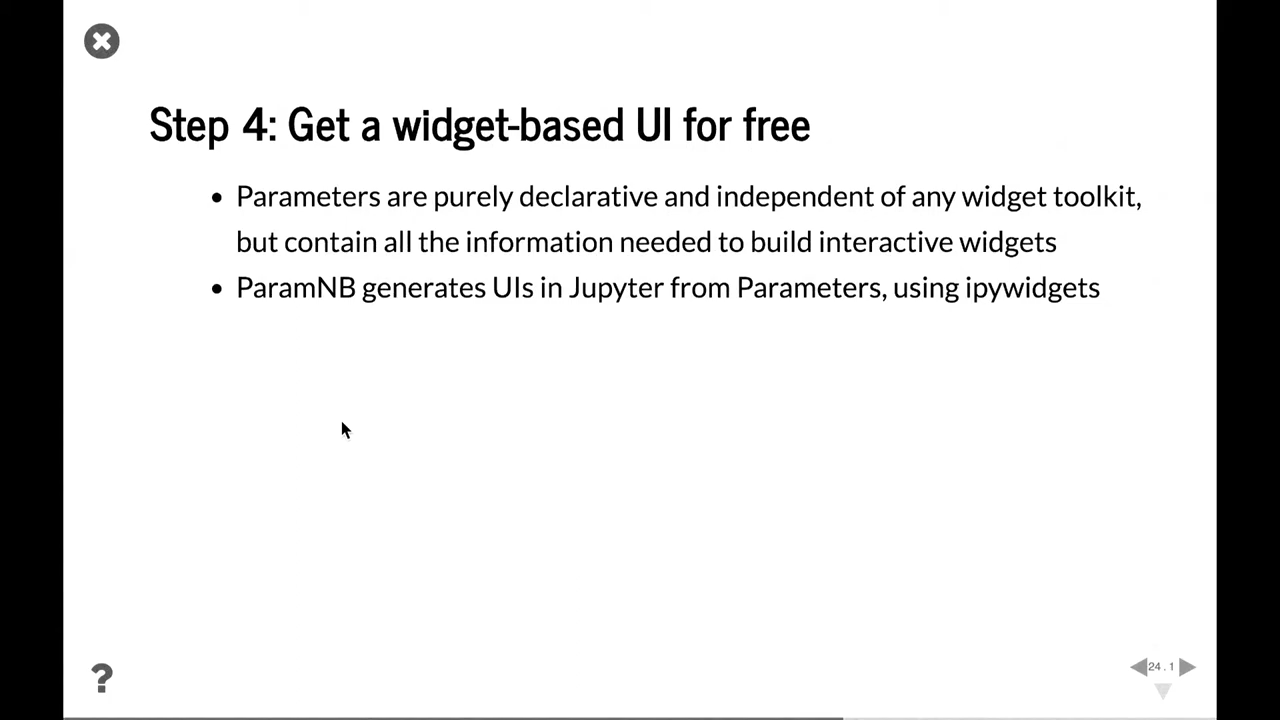 Step 4: Get a widget-based UI for free
• Parameters are purely declarative and independent of any widget toolkit,
but contain all the information needed to build interactive widgets
• ParamNB generates UIs in Jupyter from Parameters, using ipywidgets
?
24 . 1